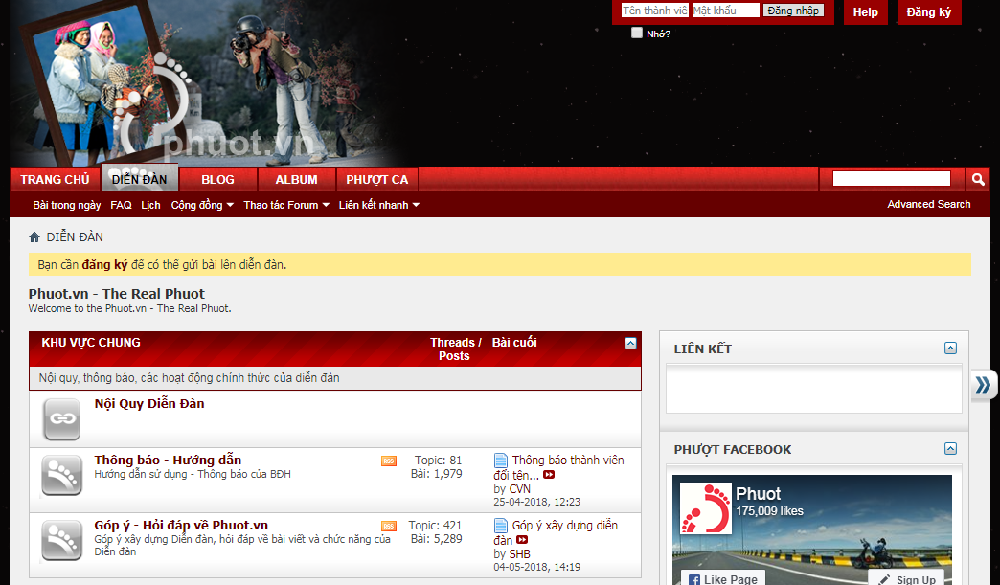 Tên thành viê Mật khẩu Đăng nhập Help Đăng ký
Nhớ?
phuot.vn
TRANG CHỦ DIỄN ĐÀN BLOG ALBUM PHƯỢT CA
Bài trong ngày FAQ Lịch Cộng đồng Thao tác Forum Liên kết nhanh Advanced Search
DIỄN ĐÀN
Bạn cần đăng ký để có thể gửi bài lên diễn đàn.
Phuot.vn - The Real Phuot
Welcome to the Phuot.vn - The Real Phuot.
KHU VỰC CHUNG Threads / Posts Bài cuối
Nội quy, thông báo, các hoạt động chính thức của diễn đàn
Nội Quy Diễn Đàn
Thông báo - Hướng dẫn
Hướng dẫn sử dụng - Thông báo của BĐH
RSS
Topic: 81
Bài: 1,979
Thông báo thành viên
đổi tên...
by CVN
25-04-2018, 12:23
Góp ý - Hỏi đáp về Phuot.vn
Góp ý xây dựng Diễn đàn, hỏi đáp về bài viết và chức năng của
Diễn đàn
RSS
Topic: 421
Bài: 5,289
Góp ý xây dựng diễn
đàn
by SHB
04-05-2018, 14:19
LIÊN KẾT
PHƯỢT FACEBOOK
Phuot
175,009 likes
Like Page
Sign Up